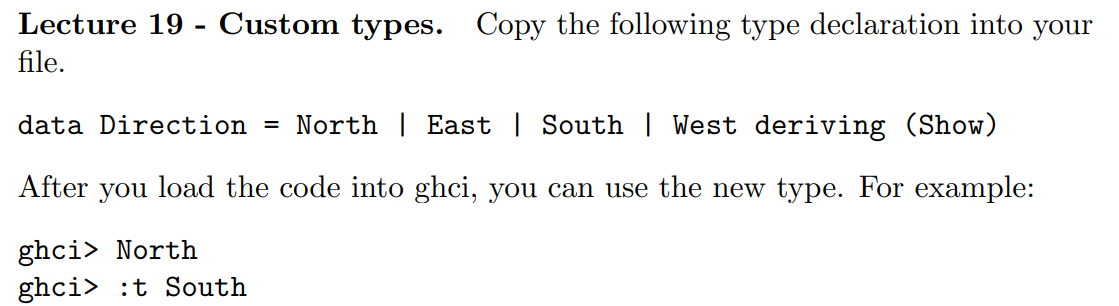 Lecture 19 - Custom types. Copy the following type declaration into your
file.
data Direction = North | East | South | West deriving (Show)
After you load the code into ghci, you can use the new type. For example:
ghci> North
ghci> :t South